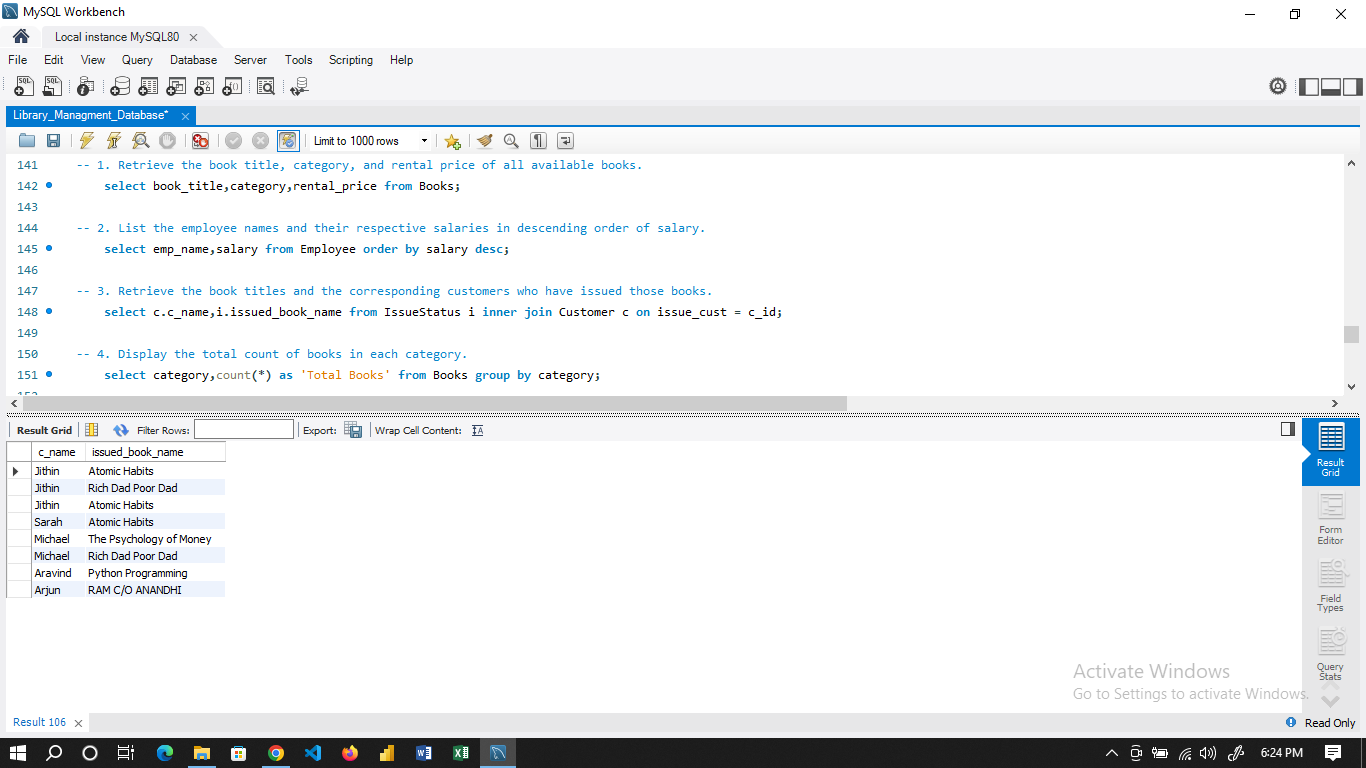 MySQL Workbench
Local instance MySQL80
File Edit View Query Database Server Tools Scripting Help
Library_Managment_Database*
Limit to 1000 rows
141 -- 1. Retrieve the book title, category, and rental price of all available books.
142 select book_title,category,rental_price from Books;
143
144 -- 2. List the employee names and their respective salaries in descending order of salary.
145 select emp_name,salary from Employee order by salary desc;
146
147 -- 3. Retrieve the book titles and the corresponding customers who have issued those books.
148 select c.c_name,i.issued_book_name from IssueStatus i inner join Customer c on issue_cust = c_id;
149
150 -- 4. Display the total count of books in each category.
151 select category,count(*) as 'Total Books' from Books group by category;
Result Grid Filter Rows: Export: Wrap Cell Content:
c_name issued_book_name
Jithin Atomic Habits
Jithin Rich Dad Poor Dad
Jithin Atomic Habits
Sarah Atomic Habits
Michael The Psychology of Money
Michael Rich Dad Poor Dad
Aravind Python Programming
Arjun RAM C/O ANANDHI
Result
Grid
Form
Editor
Field
Types
Query
Stats
Activate Windows
Go to Settings to activate Windows.
Result 106
Read Only
6:24 PM